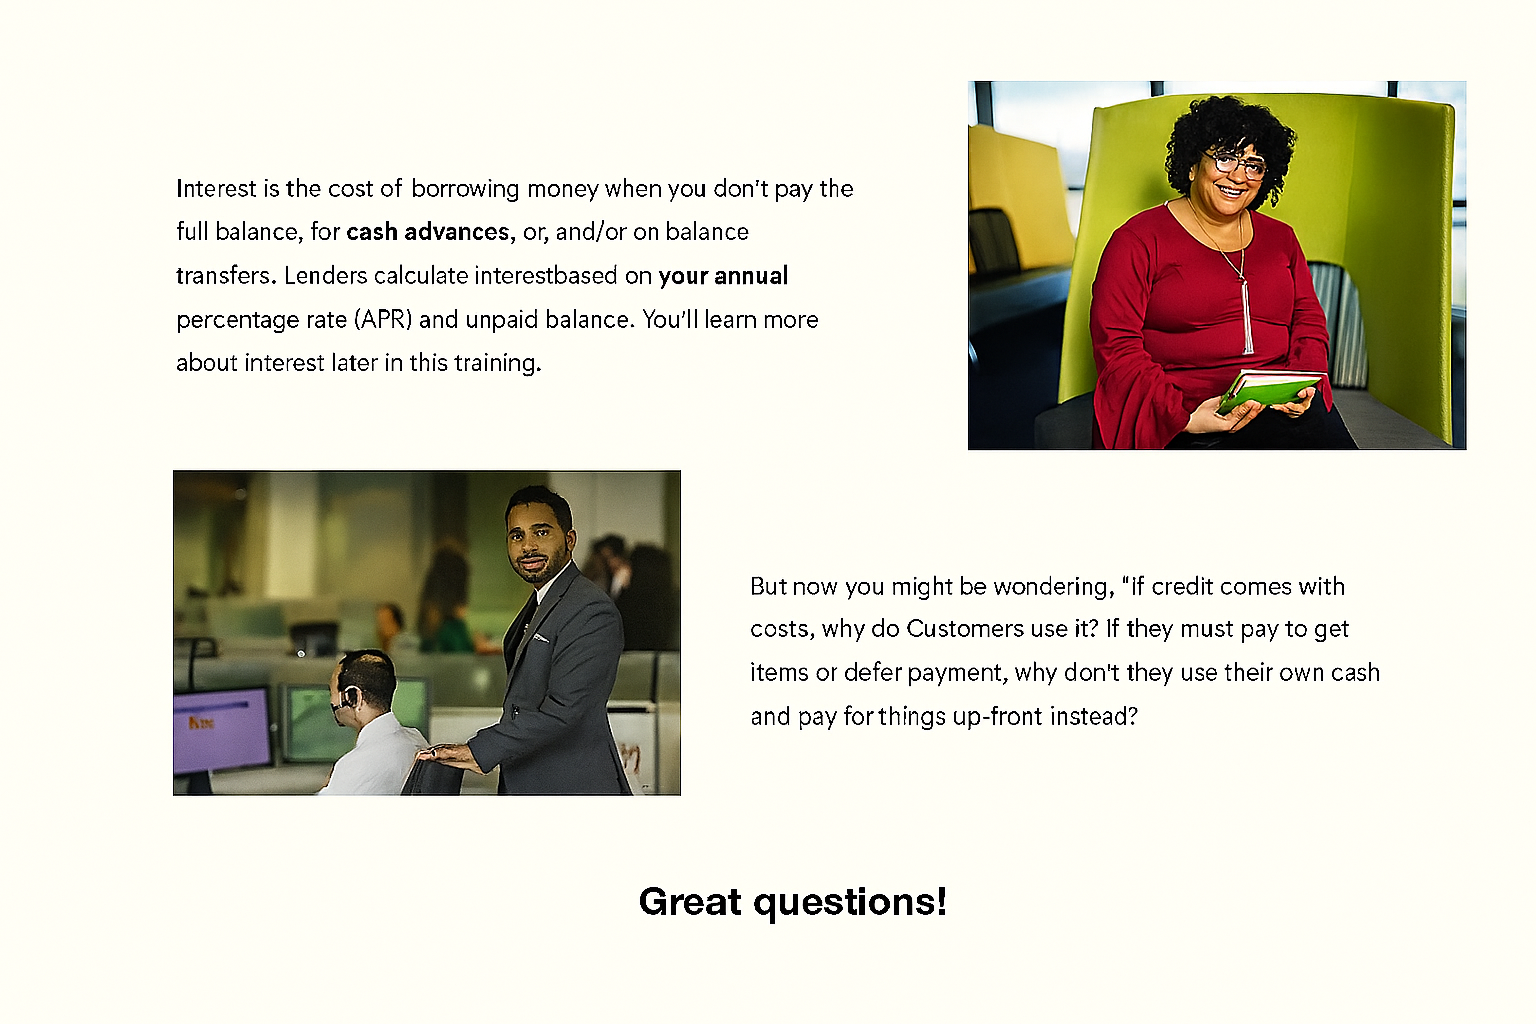 Interest is the cost of borrowing money when you don't pay the
full balance, for cash advances, or, and/or on balance
transfers. Lenders calculate interestbased on your annual
percentage rate (APR) and unpaid balance. You'll learn more
about interest later in this training.
But now you might be wondering, "If credit comes with
costs, why do Customers use it? If they must pay to get
items or defer payment, why don't they use their own cash
and pay for things up-front instead?
Great questions!